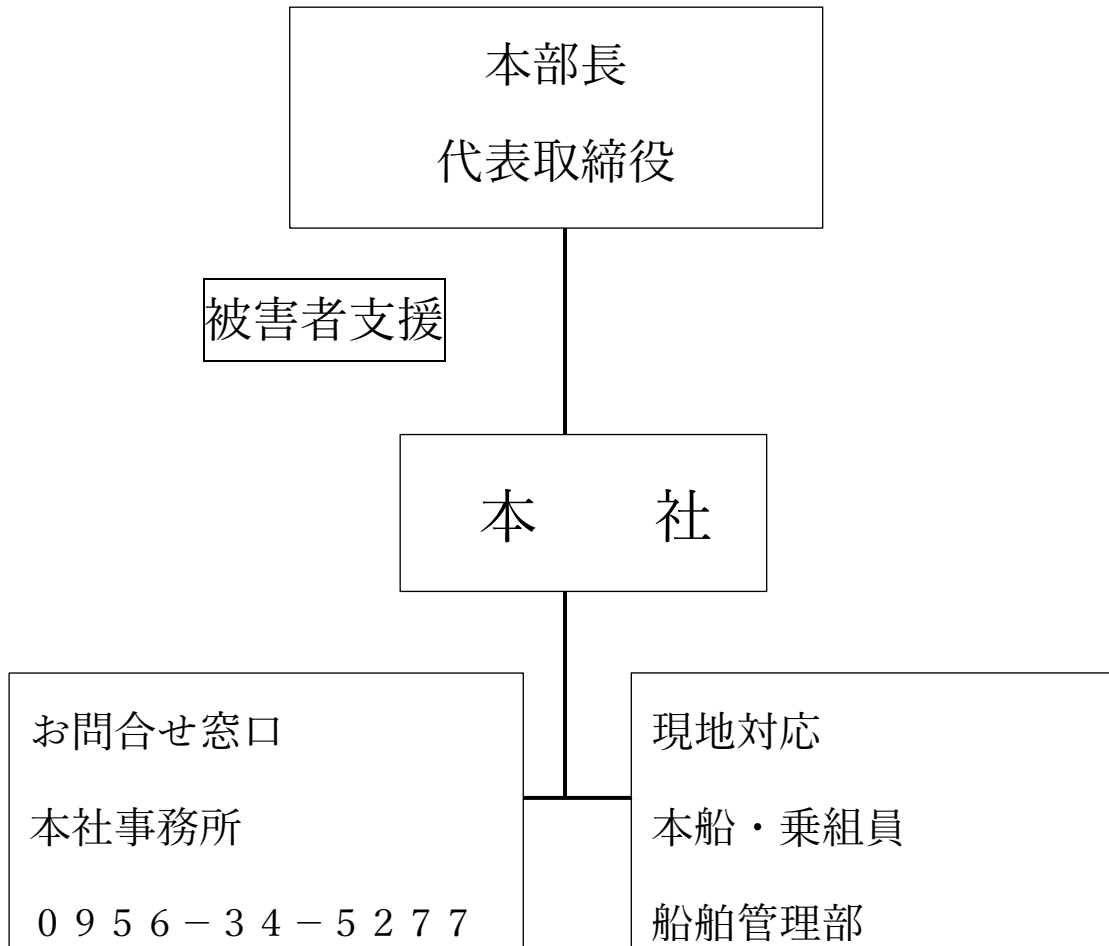 本部長
代表取締役
被害者支援
本　　社
お問合せ窓口
本社事務所
０９５６－３４－５２７７
現地対応
本船・乗組員
船舶管理部